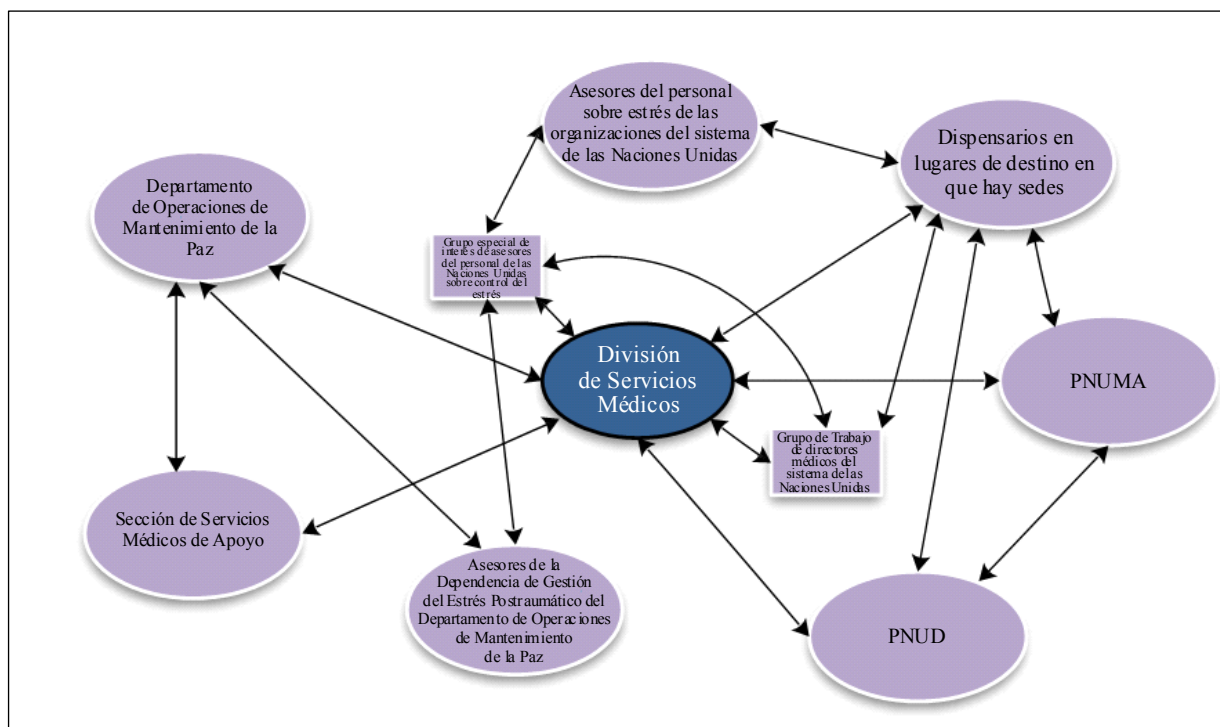 Asesores del personal
sobre estrés de las
organizaciones del sistema
de las Naciones Unidas
Dispensarios en
lugares de destino en
que hay sedes
Departamento
de Operaciones de
Mantenimiento de la
Paz
Grupo especial de
interés de asesores
del personal de las
Naciones Unidas
sobre control del
estrés
División
de Servicios
Médicos
PNUMA
Grupo de Trabajo
de directores
médicos del
sistema de las
Naciones Unidas
Sección de Servicios
Médicos de Apoyo
Asesores de la
Dependencia de Gestión
del Estrés Postraumático del
Departamento de Operaciones
de Mantenimiento
de la Paz
PNUD